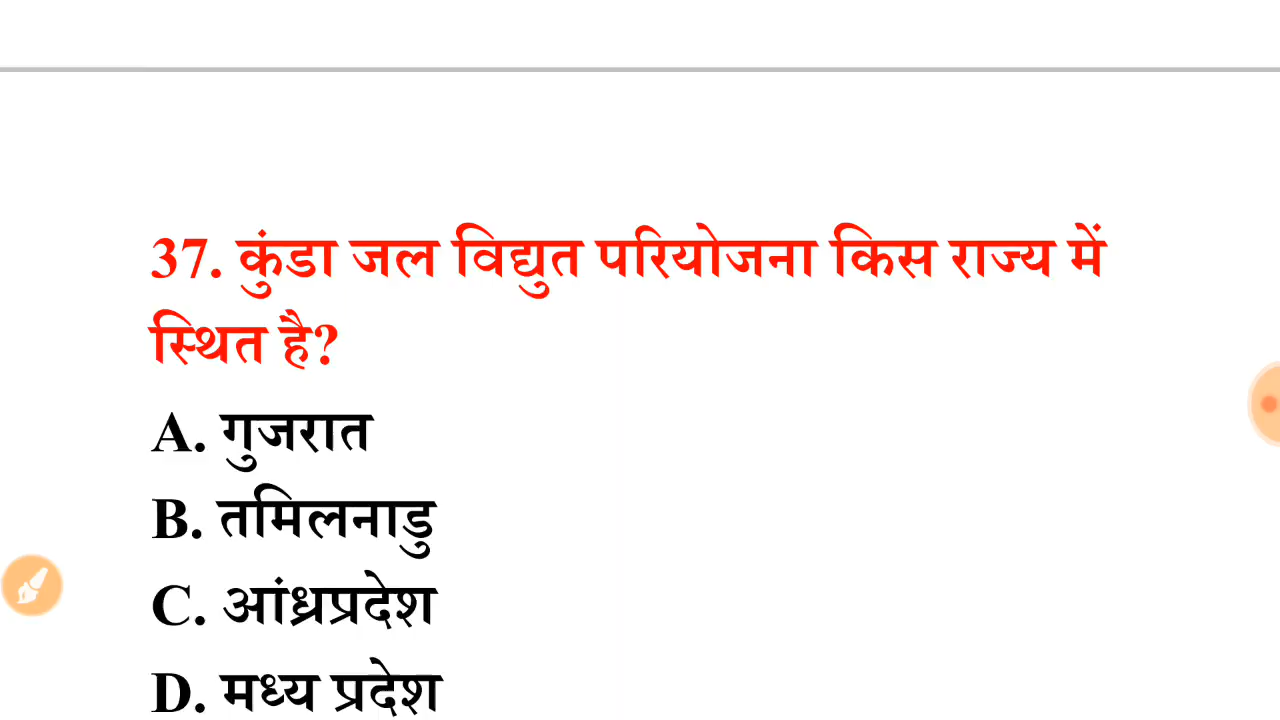 37. कुंडा जल विद्युत परियोजना किस राज्य में
स्थित है?
A. गुजरात
B. तमिलनाडु
C. आंध्रप्रदेश
D. मध्य प्रदेश